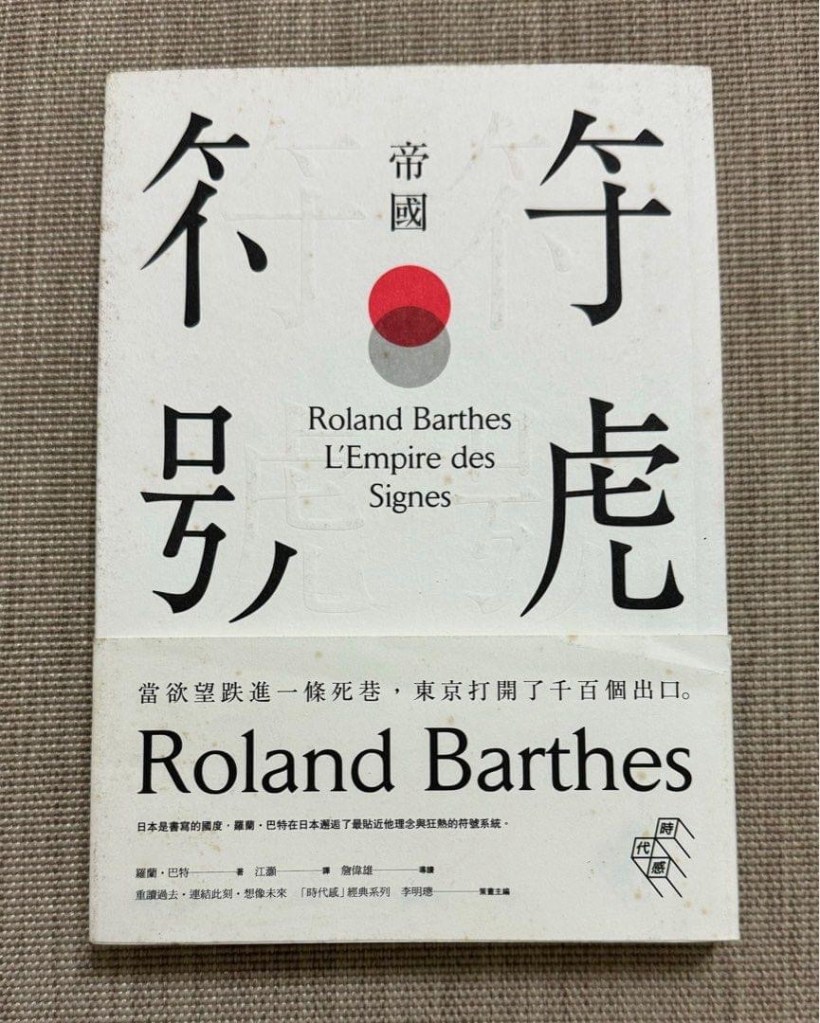 符號
帝國
Roland Barthes
L'Empire des
Signes
當欲望跌進一條死巷，東京打開了千百個出口。
Roland Barthes
日本是書寫的國度，羅蘭・巴特在日本邂逅了最貼近他理念與狂熱的符號系統。
羅蘭・巴特——著 江灝——譯 詹偉雄——導讀
重讀過去・連結此刻・想像未來 「時代感」經典系列 李明璁——策畫主編
時代感